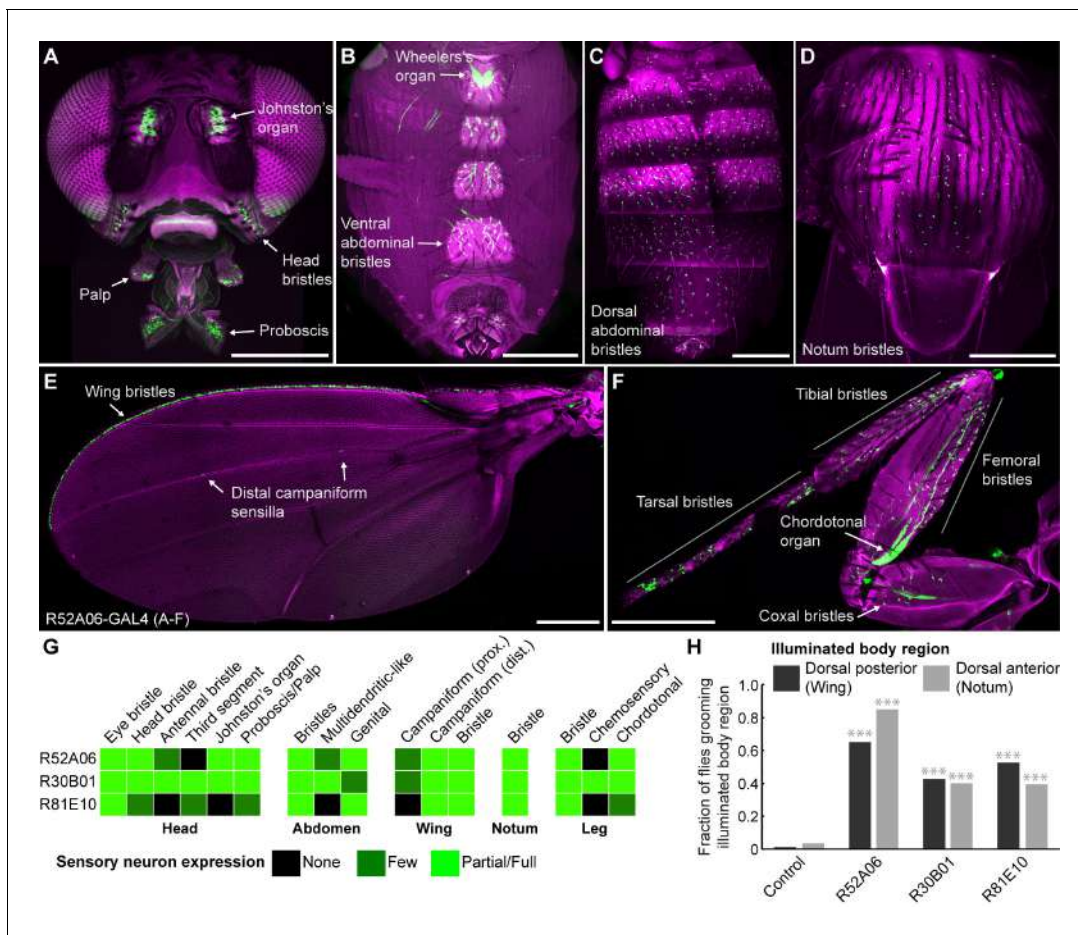 A
Johnston's
organ
Head
bristles
Palp
Proboscis
B
Wheelers's
organ
Ventral
abdominal
bristles
C
Dorsal
abdominal
bristles
D
Notum bristles
E
Wing bristles
Distal campaniform
sensilla
R52A06-GAL4 (A-F)
F
Tibial bristles
Femoral
bristles
Tarsal bristles
Chordotonal
organ
Coxal bristles
G
Eye bristle
Head bristle
Antennal bristle
Third segment
Johnston's organ
Proboscis/Palp
Bristles
Multidendritic-like
Genital
Campaniform (prox.)
Campaniform (dist.)
Bristle
Bristle
Bristle
Chemosensory
Chordotonal
R52A06
R30B01
R81E10
Head
Abdomen
Wing
Notum
Leg
Sensory neuron expression None Few Partial/Full
H
Illuminated body region
Dorsal posterior
(Wing)
Dorsal anterior
(Notum)
Fraction of flies grooming
illuminated body region
1.0
0.8
0.6
0.4
0.2
0
*** *** *** *** *** ***
Control
R52A06
R30B01
R81E10